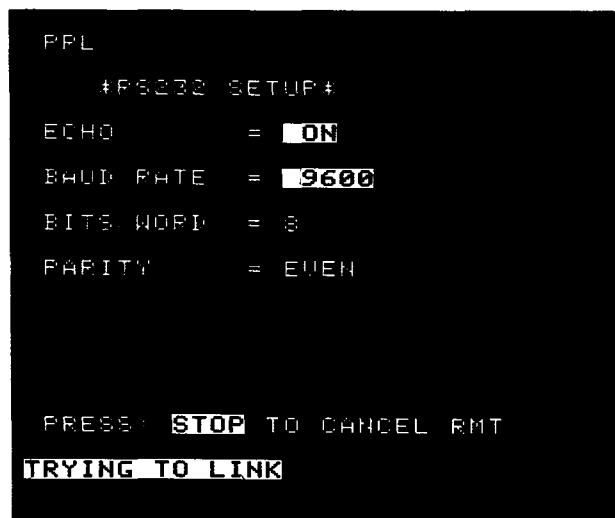 PPL
*RS232 SETUP*
ECHO = ON
BAUD RATE = 9600
BITS/WORD = 8
PARITY = EVEN
PRESS: STOP TO CANCEL RMT
TRYING TO LINK